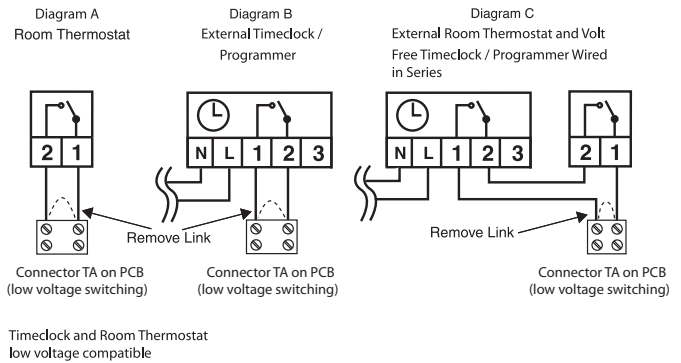 Diagram A
Room Thermostat
Diagram B
External Timeclock /
Programmer
Diagram C
External Room Thermostat and Volt
Free Timeclock / Programmer Wired
in Series
2 1
N L 1 2 3
N L 1 2 3
2 1
Remove Link
Remove Link
Connector TA on PCB
(low voltage switching)
Connector TA on PCB
(low voltage switching)
Connector TA on PCB
(low voltage switching)
Timeclock and Room Thermostat
low voltage compatible